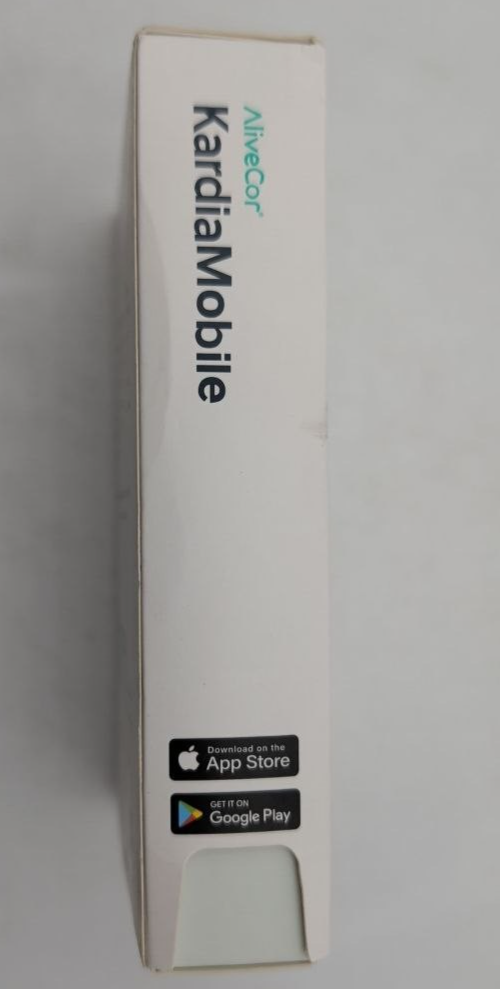 AliveCor®
KardiaMobile
Download on the
App Store
GET IT ON
Google Play